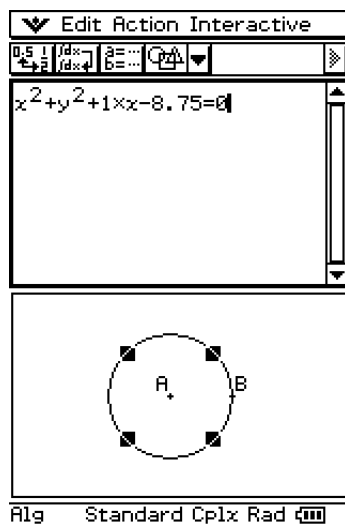 Edit Action Interactive
x²+y²+1×x-8.75=0
A
B
Alg Standard Cplx Rad